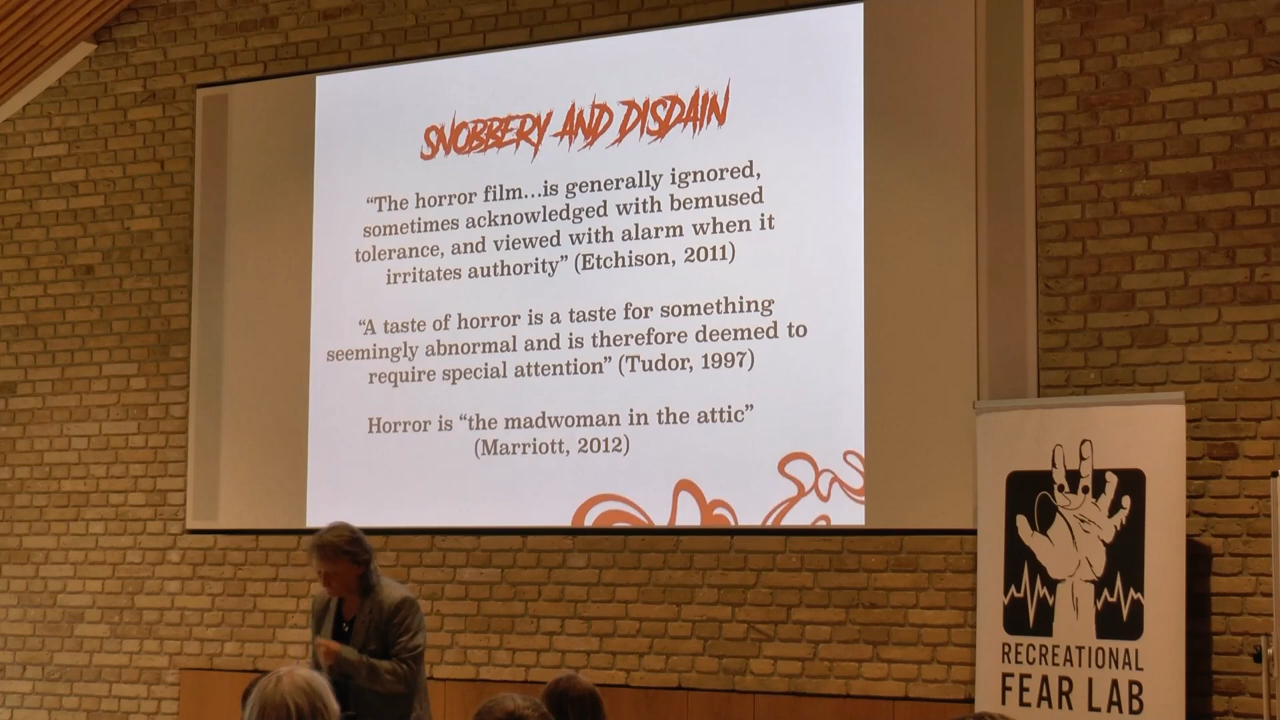 SNOBBERY AND DISDAIN
“The horror film...is generally ignored,
sometimes acknowledged with bemused
tolerance, and viewed with alarm when it
irritates authority” (Etchison, 2011)
“A taste of horror is a taste for something
seemingly abnormal and is therefore deemed to
require special attention” (Tudor, 1997)
Horror is “the madwoman in the attic”
(Marriott, 2012)
RECREATIONAL
FEAR LAB